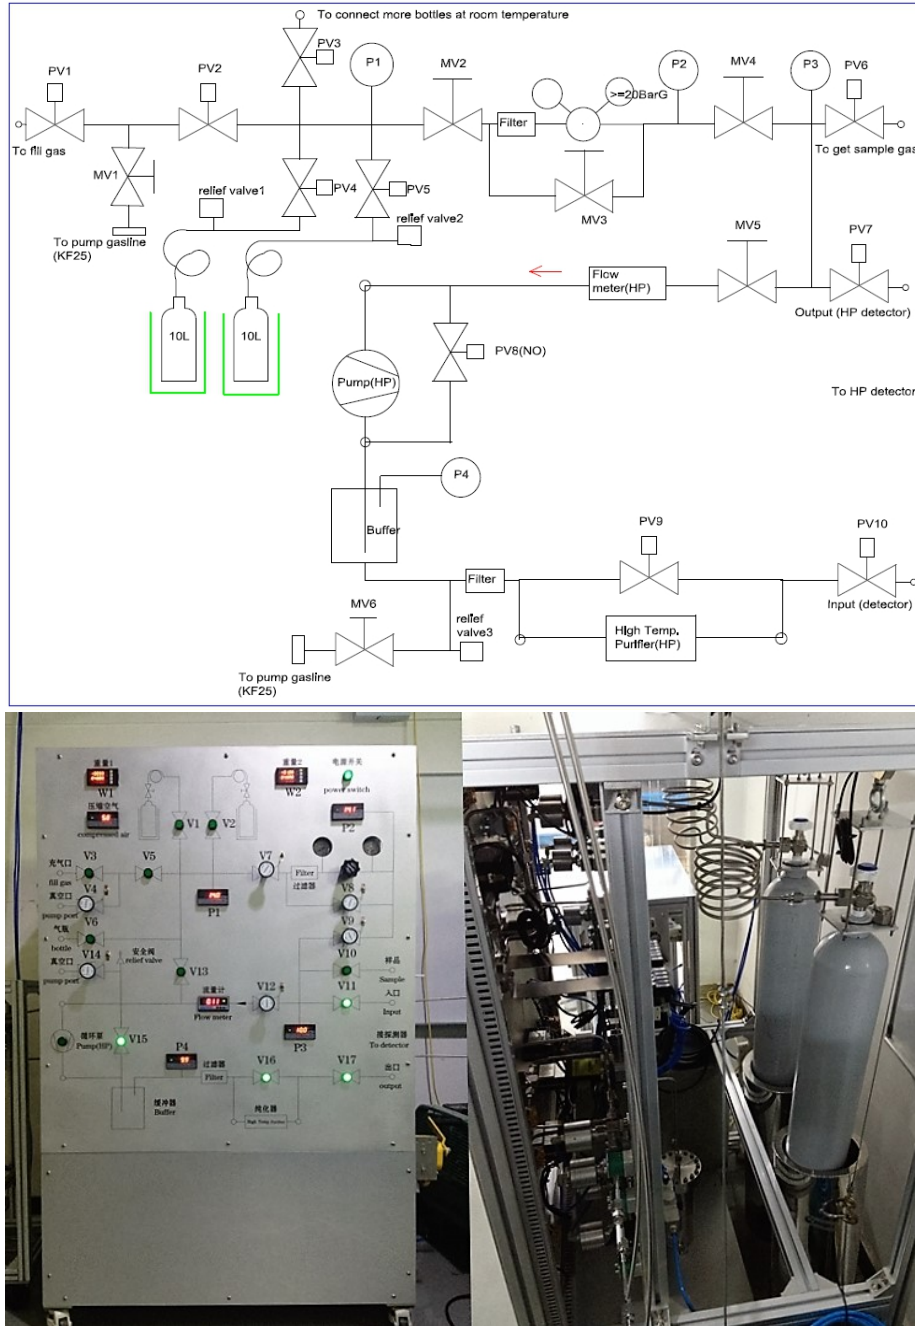 To connect more bottles at room temperature
PV3
P1
MV2
P2
MV4
P3
PV6
PV1
PV2
>=20BarG
Filter
To fill gas
MV1
To get sample gas
relief valve1
PV4
PV5
MV3
relief valve2
To pump gasline
(KF25)
MV5
PV7
Flow
meter(HP)
Output (HP detector)
10L
10L
PV8(NO)
Pump(HP)
To HP detector
P4
Buffer
PV9
PV10
Filter
MV6
relief
valve3
Input (detector)
High Temp.
Purifier(HP)
To pump gasline
(KF25)
重量1
W1
重量2
W2
电源开关
power switch
压缩空气
compressed air
V1
V2
P2
充气口
fill gas
V3
V5
V7
Filter
过滤器
真空口
pump port
V4
P1
V8
气瓶
bottle
V6
V9
真空口
pump port
V14
安全阀
relief valve
V13
V10
样品
Sample
流量计
Flow meter
V12
V11
入口
Input
循环泵
Pump(HP)
V15
P3
接探测器
To detector
P4
过滤器
Filter
V16
V17
出口
output
缓冲器
Buffer
纯化器